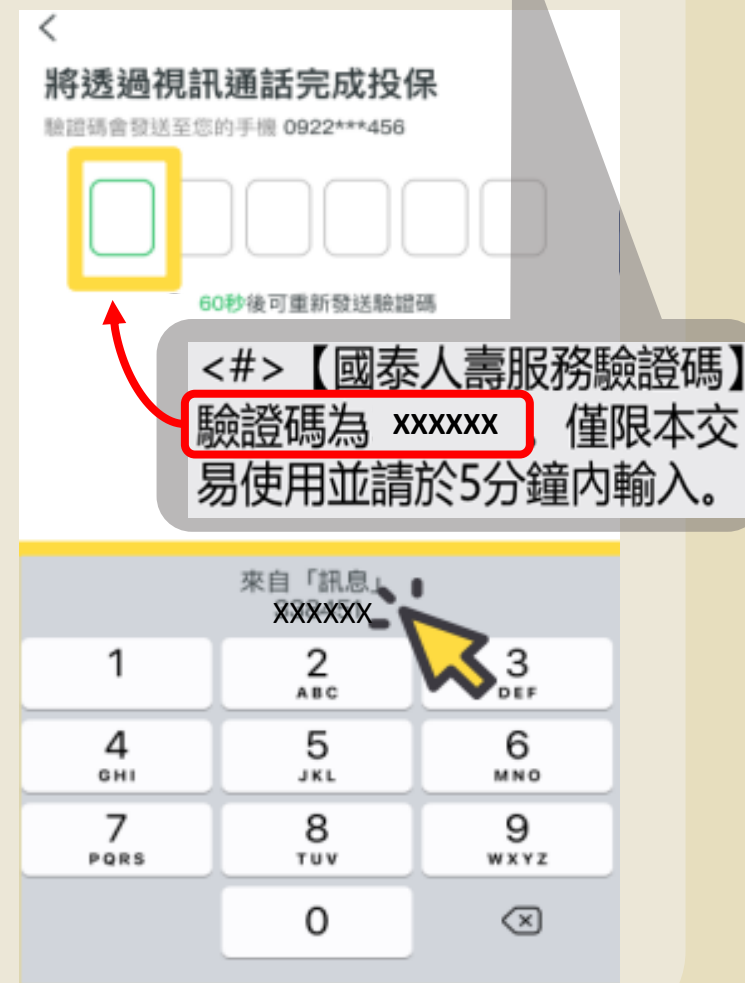 將透過視訊通話完成投保
驗證碼會發送至您的手機 0922***456
60秒後可重新發送驗證碼
<#>【國泰人壽服務驗證碼】
驗證碼為 XXXXXX 僅限本交
易使用並請於5分鐘內輸入。
來自「訊息」
XXXXXX
1
2
ABC
3
DEF
4
GHI
5
JKL
6
MNO
7
PQRS
8
TUV
9
WXYZ
0